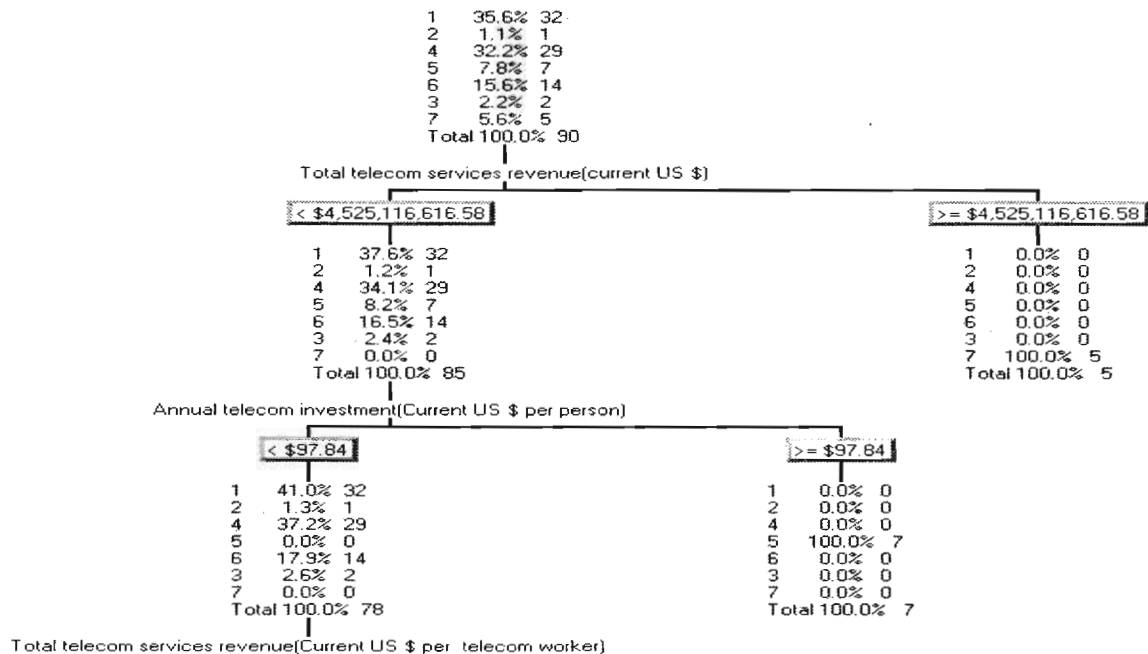 1 35.6% 32
2 1.1% 1
4 32.2% 29
5 7.8% 7
6 15.6% 14
3 2.2% 2
7 5.6% 5
Total 100.0% 90
Total telecom services revenue(current US $)
< $4,525,116,616.58
>= $4,525,116,616.58
1 37.6% 32
2 1.2% 1
4 34.1% 29
5 8.2% 7
6 16.5% 14
3 2.4% 2
7 0.0% 0
Total 100.0% 85
1 0.0% 0
2 0.0% 0
4 0.0% 0
5 0.0% 0
6 0.0% 0
3 0.0% 0
7 100.0% 5
Total 100.0% 5
Annual telecom investment(Current US $ per person)
< $97.84
>= $97.84
1 41.0% 32
2 1.3% 1
4 37.2% 29
5 0.0% 0
6 17.9% 14
3 2.6% 2
7 0.0% 0
Total 100.0% 78
1 0.0% 0
2 0.0% 0
4 0.0% 0
5 100.0% 7
6 0.0% 0
3 0.0% 0
7 0.0% 0
Total 100.0% 7
Total telecom services revenue(Current US $ per telecom worker)